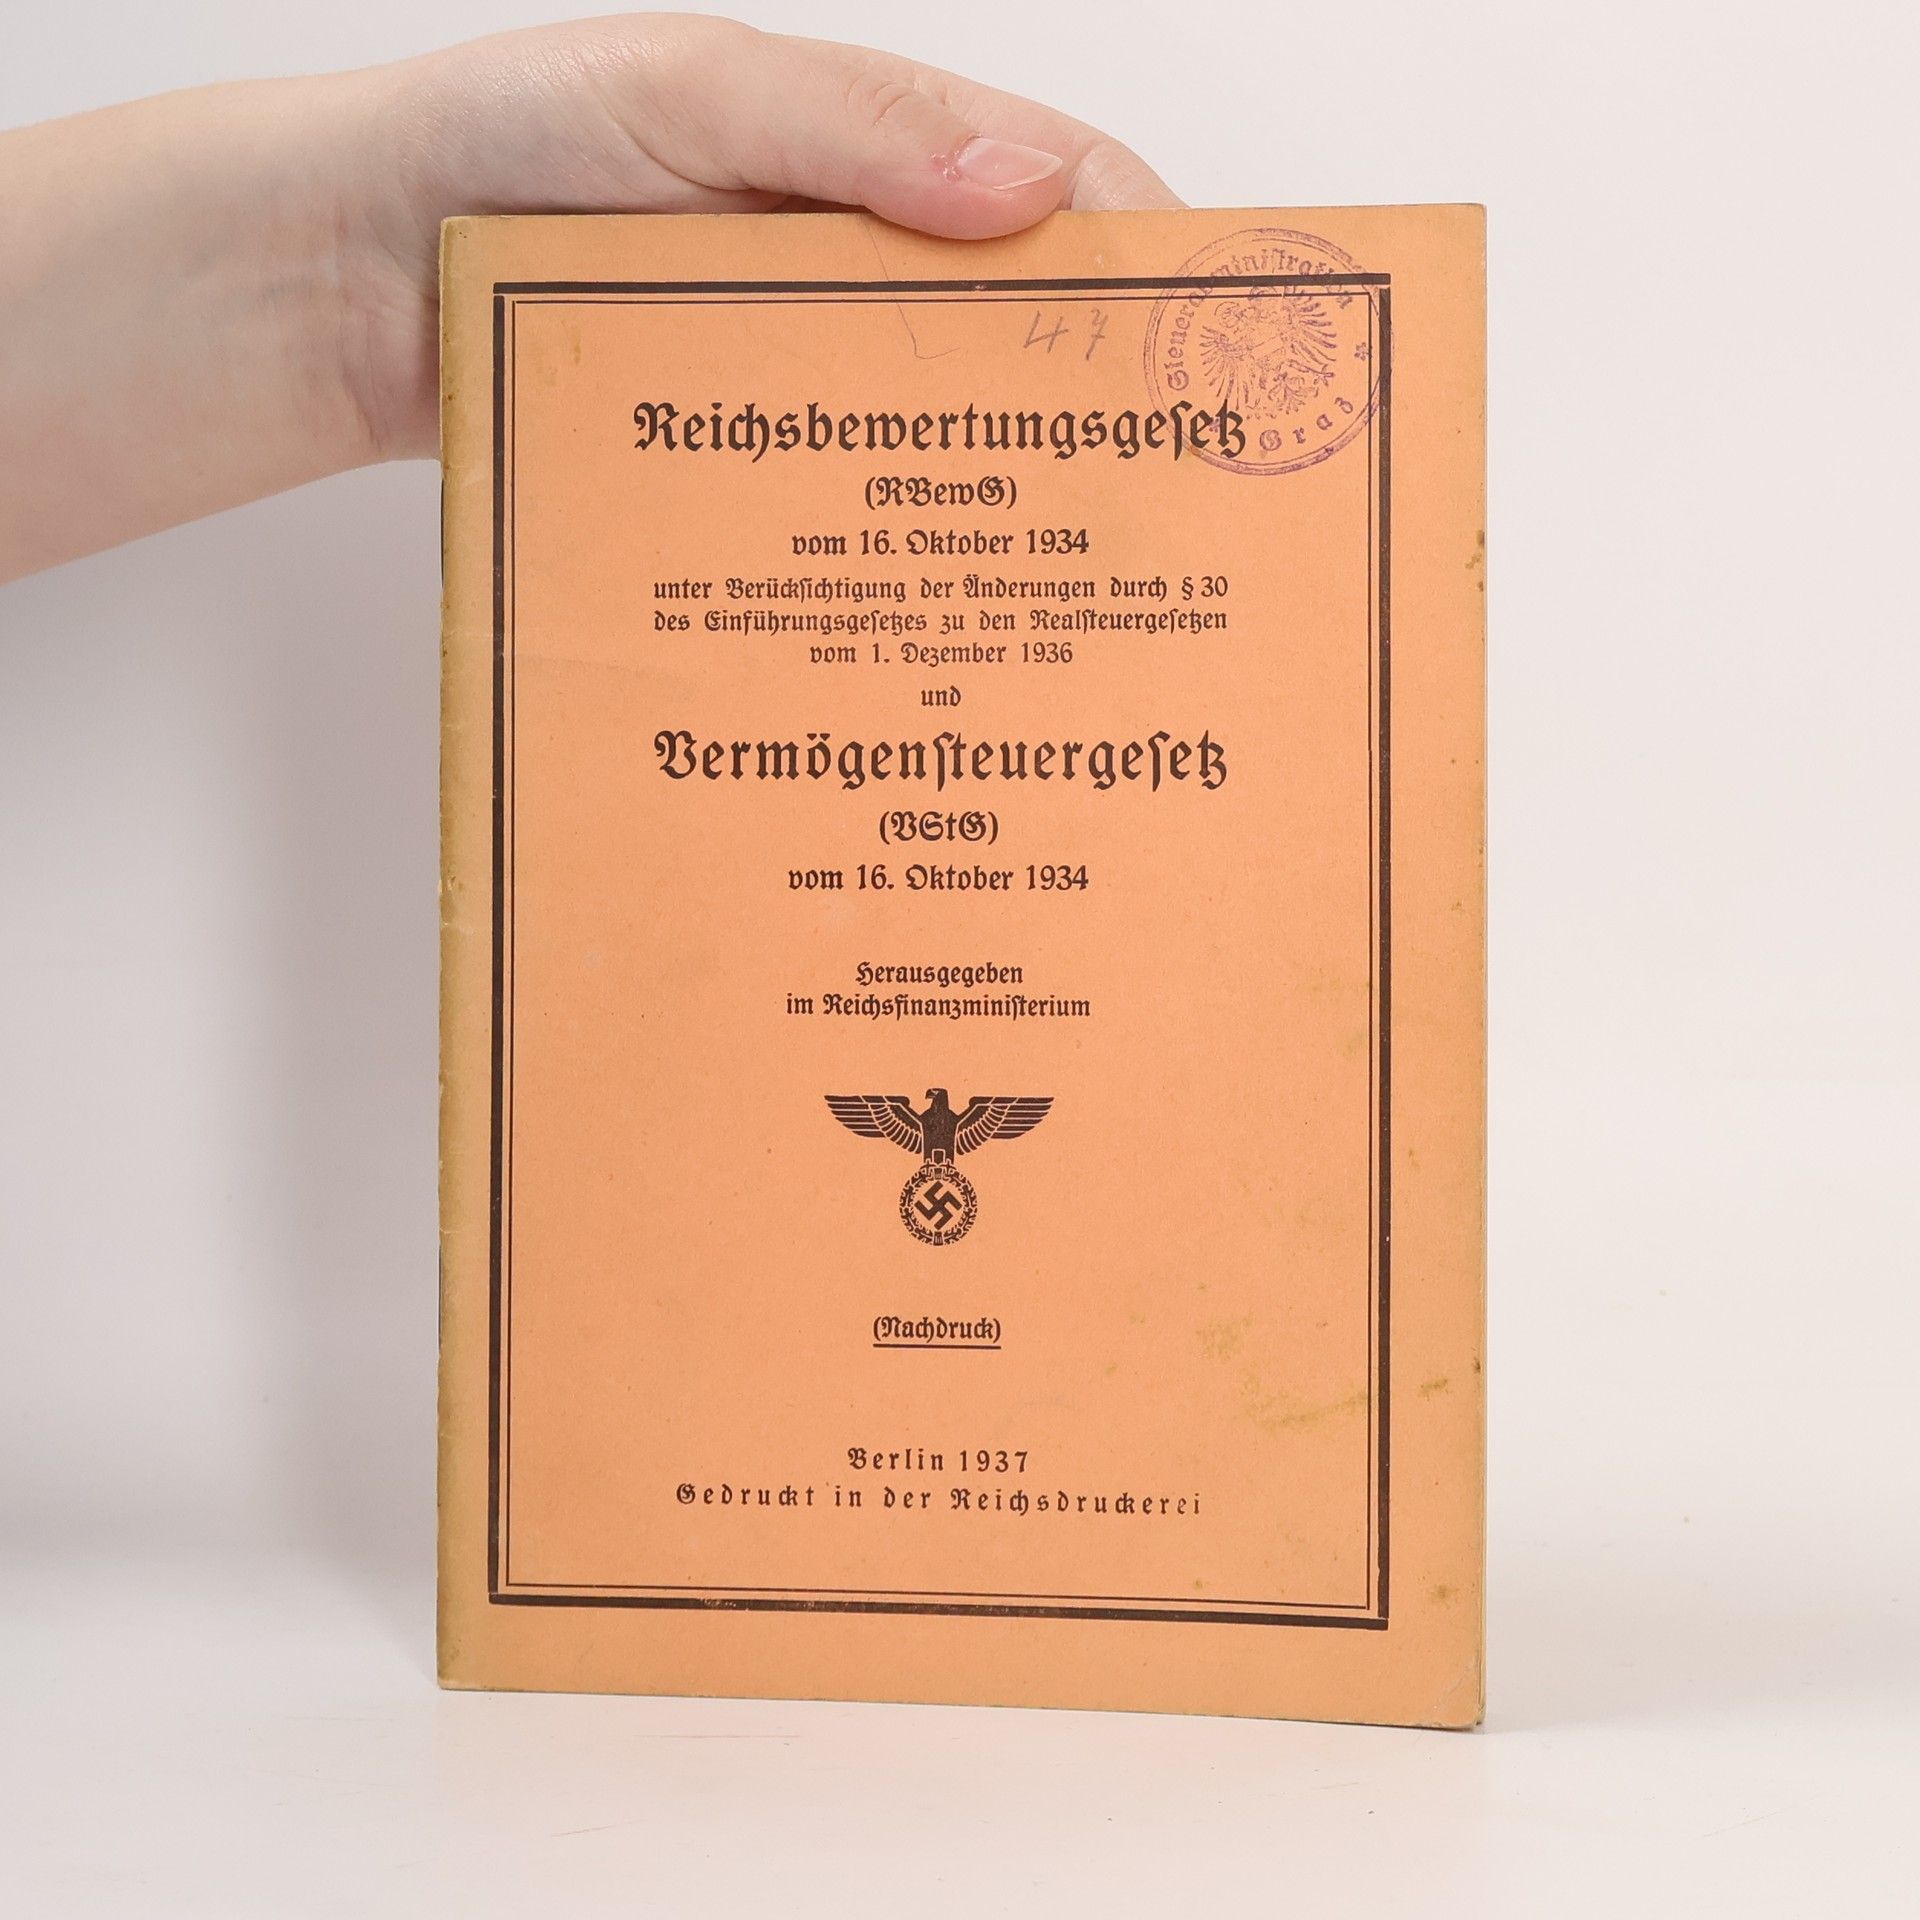 Steueradministration
* Graz *
47
Reichsbewertungsgeſetz
(RBewG)
vom 16. Oktober 1934
unter Berückſichtigung der Änderungen durch § 30
des Einführungsgeſetzes zu den Realſteuergeſetzen
vom 1. Dezember 1936
und
Vermögenſteuergeſetz
(VStG)
vom 16. Oktober 1934
Herausgegeben
im Reichsfinanzminiſterium
(Nachdruck)
Berlin 1937
Gedruckt in der Reichsdruckerei